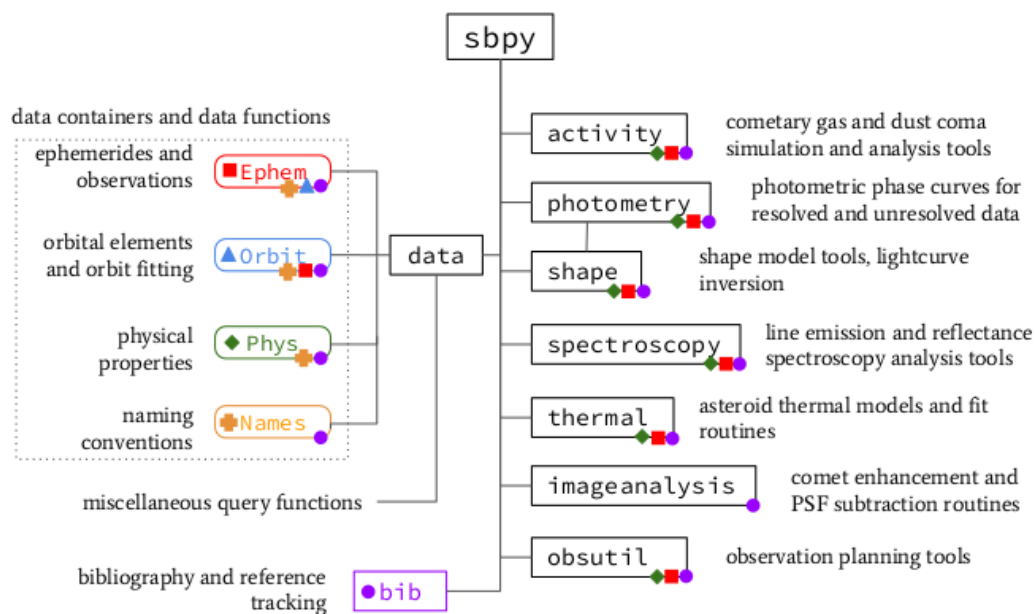 sbpy
data containers and data functions
ephemerides and
observations
Ephem
orbital elements
and orbit fitting
Orbit
physical
properties
Phys
naming
conventions
Names
data
miscellaneous query functions
bibliography and reference
tracking
bib
activity
cometary gas and dust coma
simulation and analysis tools
photometry
photometric phase curves for
resolved and unresolved data
shape
shape model tools, lightcurve
inversion
spectroscopy
line emission and reflectance
spectroscopy analysis tools
thermal
asteroid thermal models and fit
routines
imageanalysis
comet enhancement and
PSF subtraction routines
obsutil
observation planning tools